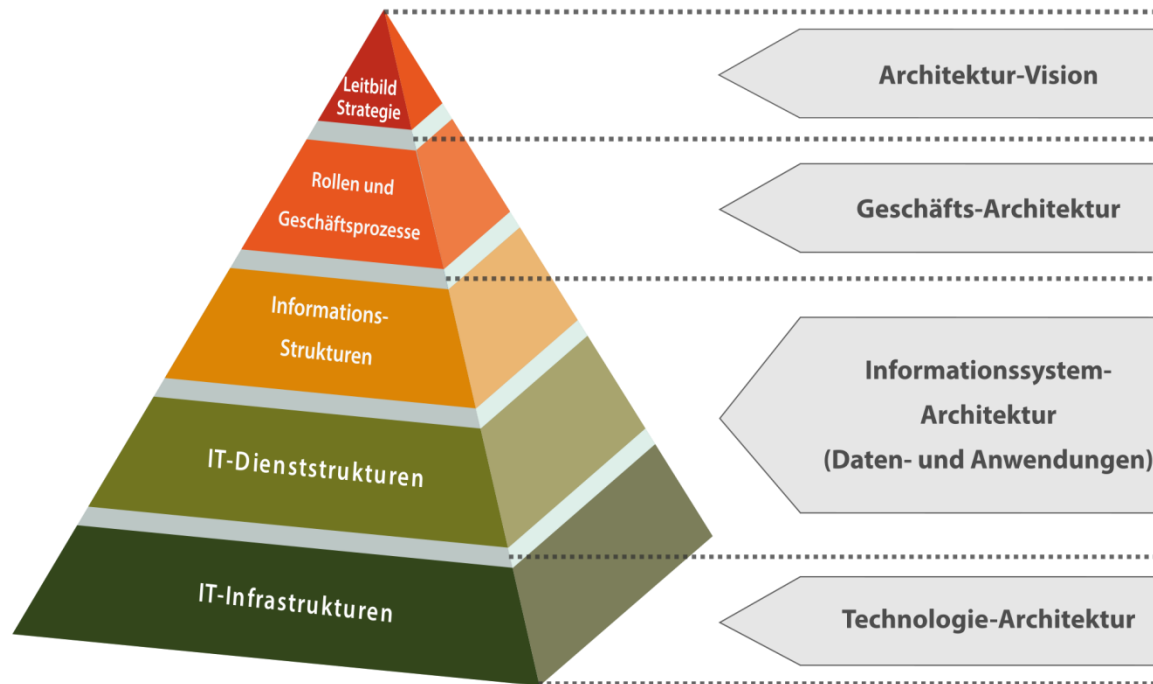 Leitbild
Strategie
Rollen und
Geschäftsprozesse
Informations-
Strukturen
IT-Dienststrukturen
IT-Infrastrukturen
Architektur-Vision
Geschäfts-Architektur
Informationssystem-
Architektur
(Daten- und Anwendungen)
Technologie-Architektur